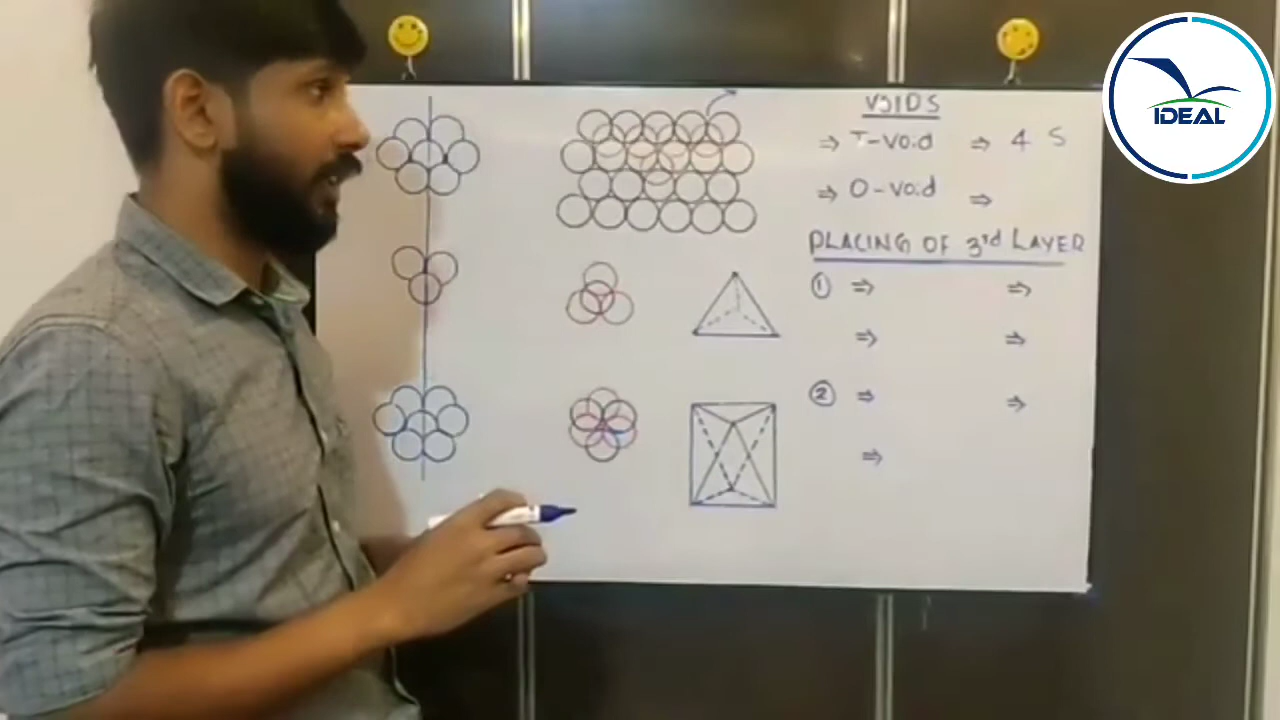 IDEAL
VOIDS
⇒ T-Void ⇒ 4 S
⇒ O-Void ⇒
PLACING OF 3rd LAYER
① ⇒ ⇒
⇒ ⇒
② ⇒ ⇒
⇒